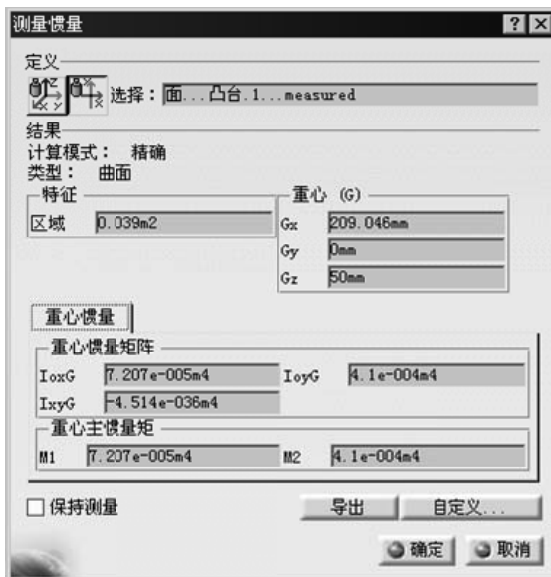 测量惯量
定义
选择：面...凸台.1...measured
结果
计算模式： 精确
类型： 曲面
特征
区域 0.039m2
重心 (G)
Gx 209.046mm
Gy 0mm
Gz 50mm
重心惯量
重心惯量矩阵
IoxG 7.207e-005m4 IoyG 4.1e-004m4
IxyG -4.514e-036m4
重心主惯量矩
M1 7.207e-005m4 M2 4.1e-004m4
保持测量 导出 自定义...
确定 取消